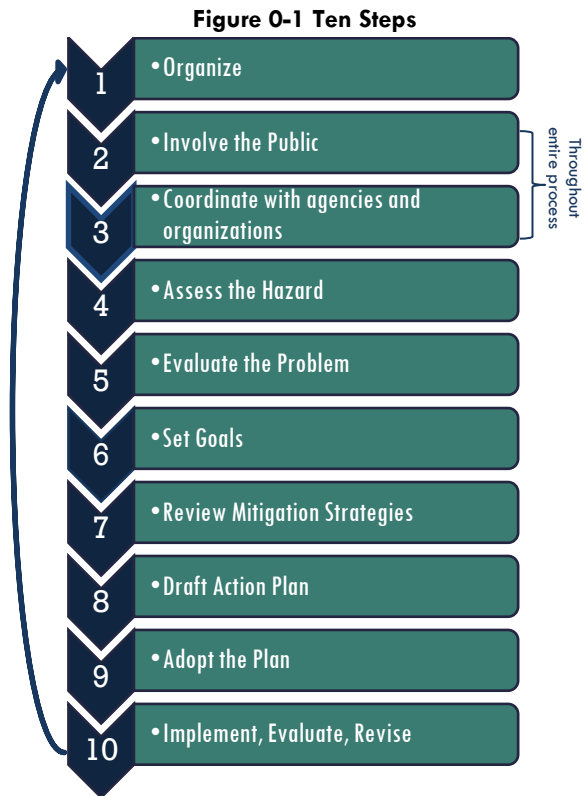 Figure 0-1 Ten Steps
1
•Organize
2
•Involve the Public
3
•Coordinate with agencies and
organizations
Throughout
entire process
4
•Assess the Hazard
5
•Evaluate the Problem
6
•Set Goals
7
•Review Mitigation Strategies
8
•Draft Action Plan
9
•Adopt the Plan
10
•Implement, Evaluate, Revise